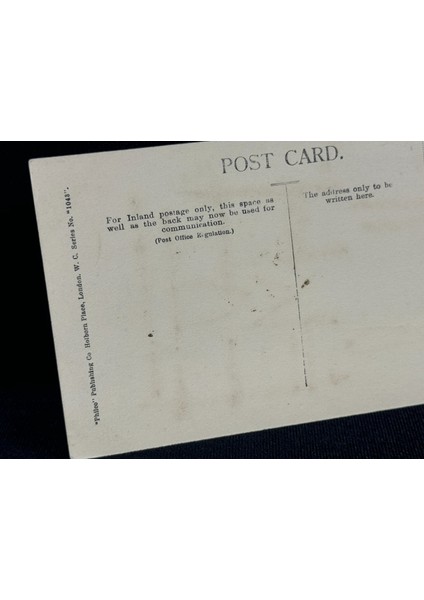 POST CARD.
For Inland postage only, this space as
well as the back may now be used for
communication.
(Post Office Regulation.)
The address only to be
written here.
"Philco" Publishing Co Holborn Place, London. W. C. Series No. "1043".